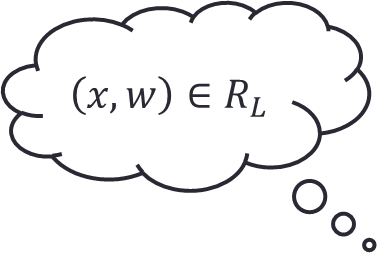 (x, w) ∈ R_L